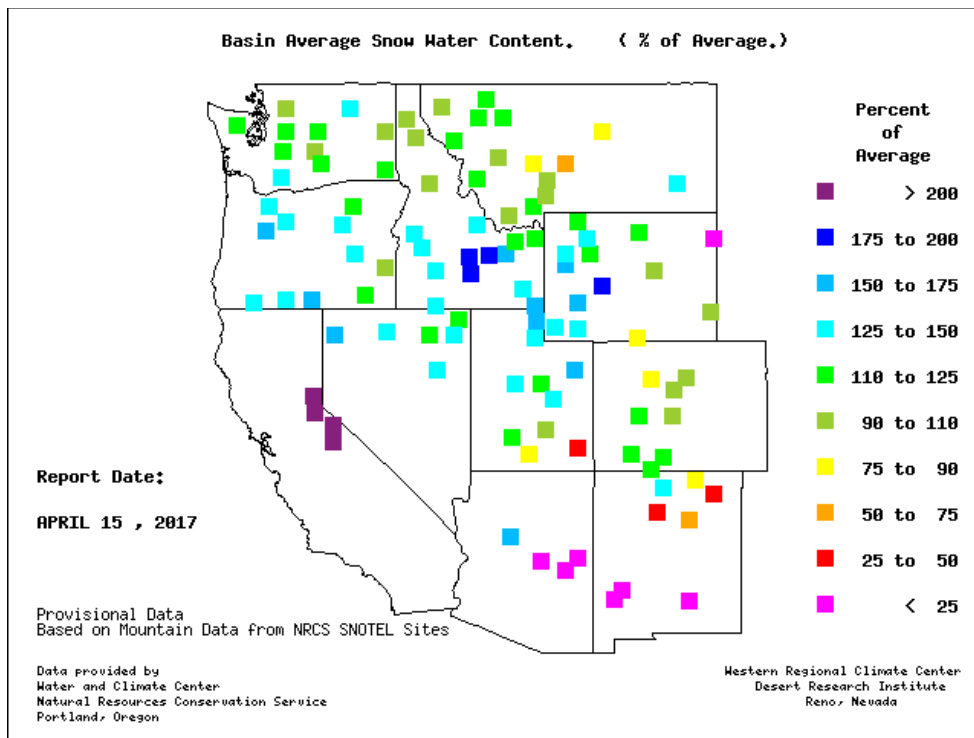 Basin Average Snow Water Content. ( % of Average.)
Percent
of
Average
> 200
175 to 200
150 to 175
125 to 150
110 to 125
90 to 110
75 to 90
50 to 75
25 to 50
< 25
Report Date:
APRIL 15 , 2017
Provisional Data
Based on Mountain Data from NRCS SNOTEL Sites
Data provided by
Water and Climate Center
Natural Resources Conservation Service
Portland, Oregon
Western Regional Climate Center
Desert Research Institute
Reno, Nevada